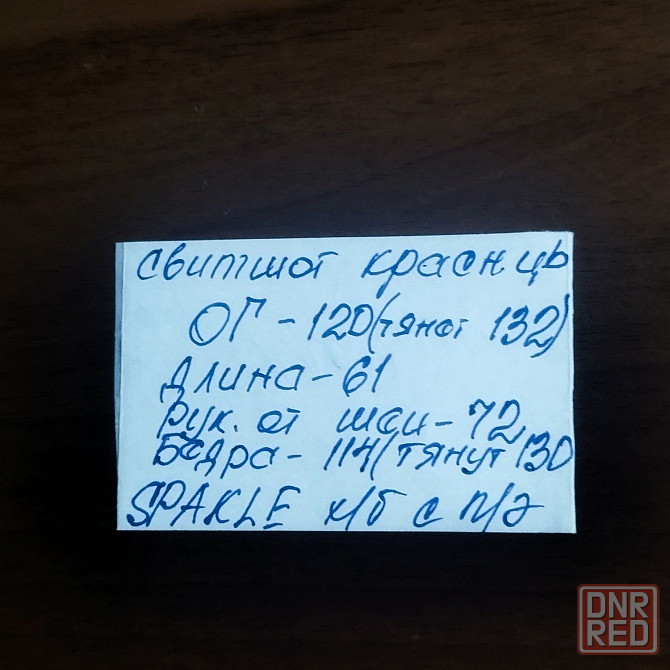 свитшот красн. цв
ОГ - 120 (тянет 132)
длина - 61
Рук. от шеи - 72
Бёдра - 114 (тянут 130
SPAKLE х/б с п/э
DNR
RED